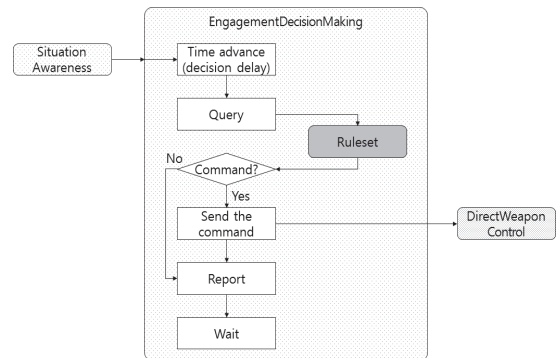 EngagementDecisionMaking
Situation
Awareness
Time advance
(decision delay)
Query
Ruleset
No
Command?
Yes
Send the
command
DirectWeapon
Control
Report
Wait